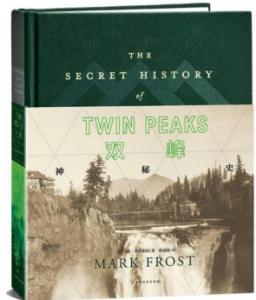 THE
SECRET HISTORY
of
TWIN PEAKS
双峰
神秘史
MARK FROST